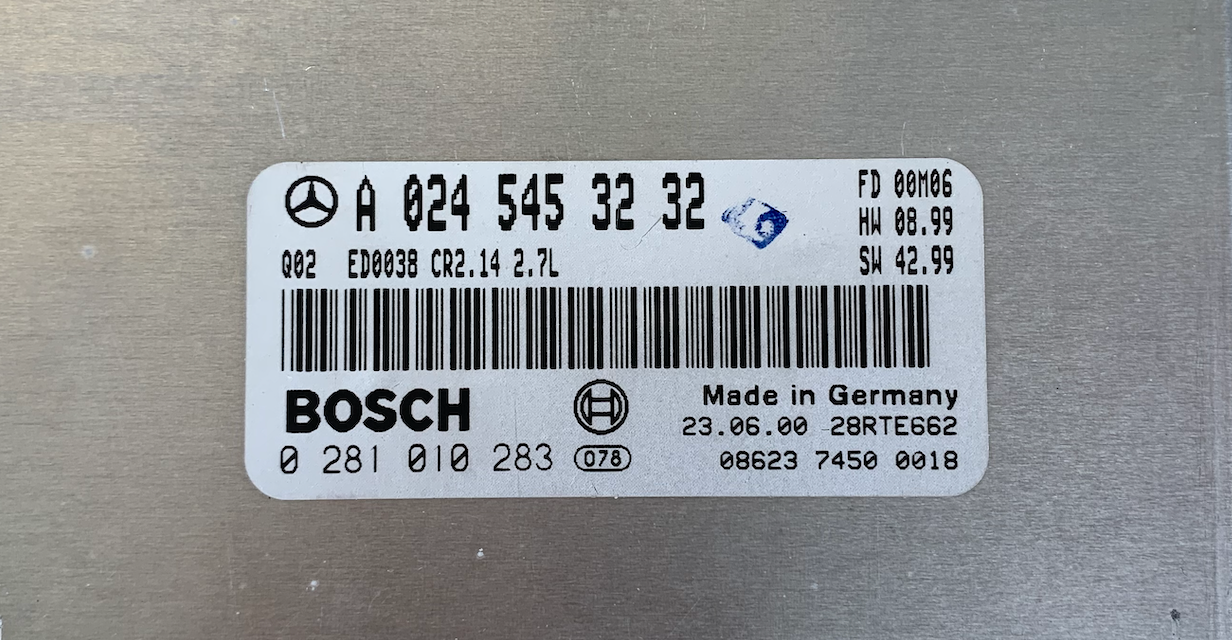 A 024 545 32 32
FD 00M06
HW 08.99
Q02 ED0038 CR2.14 2.7L
SW 42.99
BOSCH
Made in Germany
23.06.00 28RTE662
0 281 010 283 078
08623 7450 0018